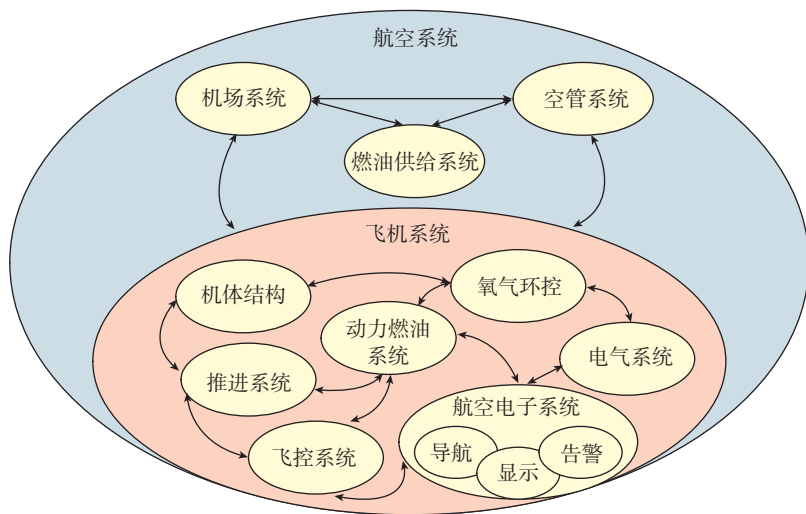 航空系统
机场系统
空管系统
燃油供给系统
飞机系统
机体结构
氧气环控
动力燃油
系统
电气系统
推进系统
航空电子系统
飞控系统
导航
显示
告警